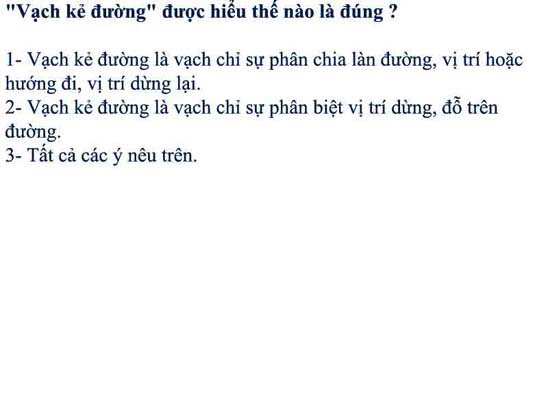 "Vạch kẻ đường" được hiểu thế nào là đúng ?
1- Vạch kẻ đường là vạch chỉ sự phân chia làn đường, vị trí hoặc
hướng đi, vị trí dừng lại.
2- Vạch kẻ đường là vạch chỉ sự phân biệt vị trí dừng, đỗ trên
đường.
3- Tất cả các ý nêu trên.